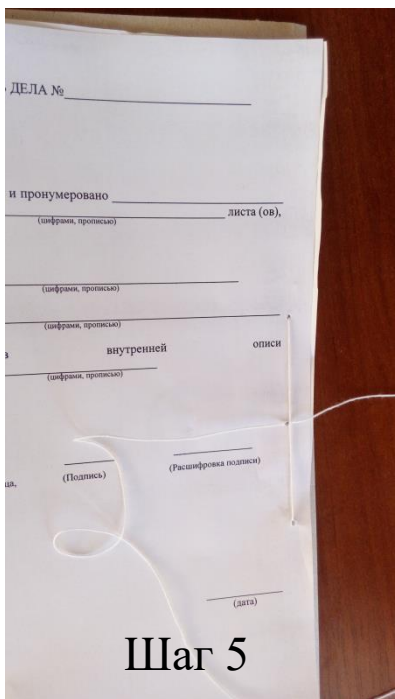 ДЕЛА №
и пронумеровано
листа (ов),
(цифрами, прописью)
(цифрами, прописью)
(цифрами, прописью)
внутренней описи
(цифрами, прописью)
(Подпись) (Расшифровка подписи)
(дата)
Шаг 5